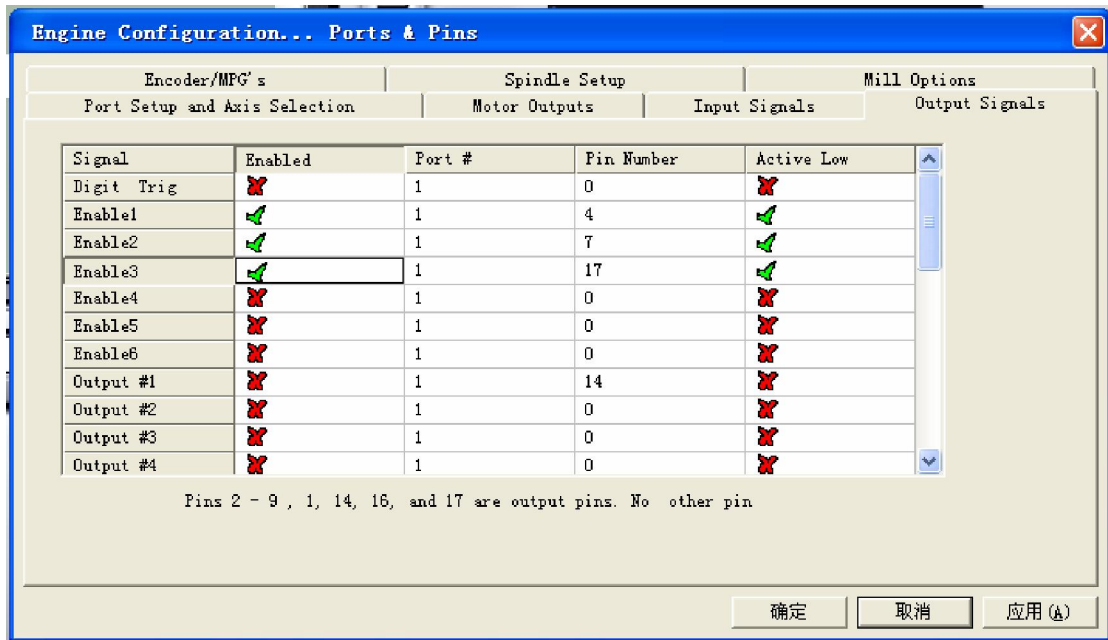 Engine Configuration... Ports & Pins
Encoder/MPG's Spindle Setup Mill Options
Port Setup and Axis Selection Motor Outputs Input Signals Output Signals
Signal Enabled Port # Pin Number Active Low
Digit Trig 1 0
Enable1 1 4
Enable2 1 7
Enable3 1 17
Enable4 1 0
Enable5 1 0
Enable6 1 0
Output #1 1 14
Output #2 1 0
Output #3 1 0
Output #4 1 0
Pins 2 - 9 , 1, 14, 16, and 17 are output pins. No other pin
确定 取消 应用(A)